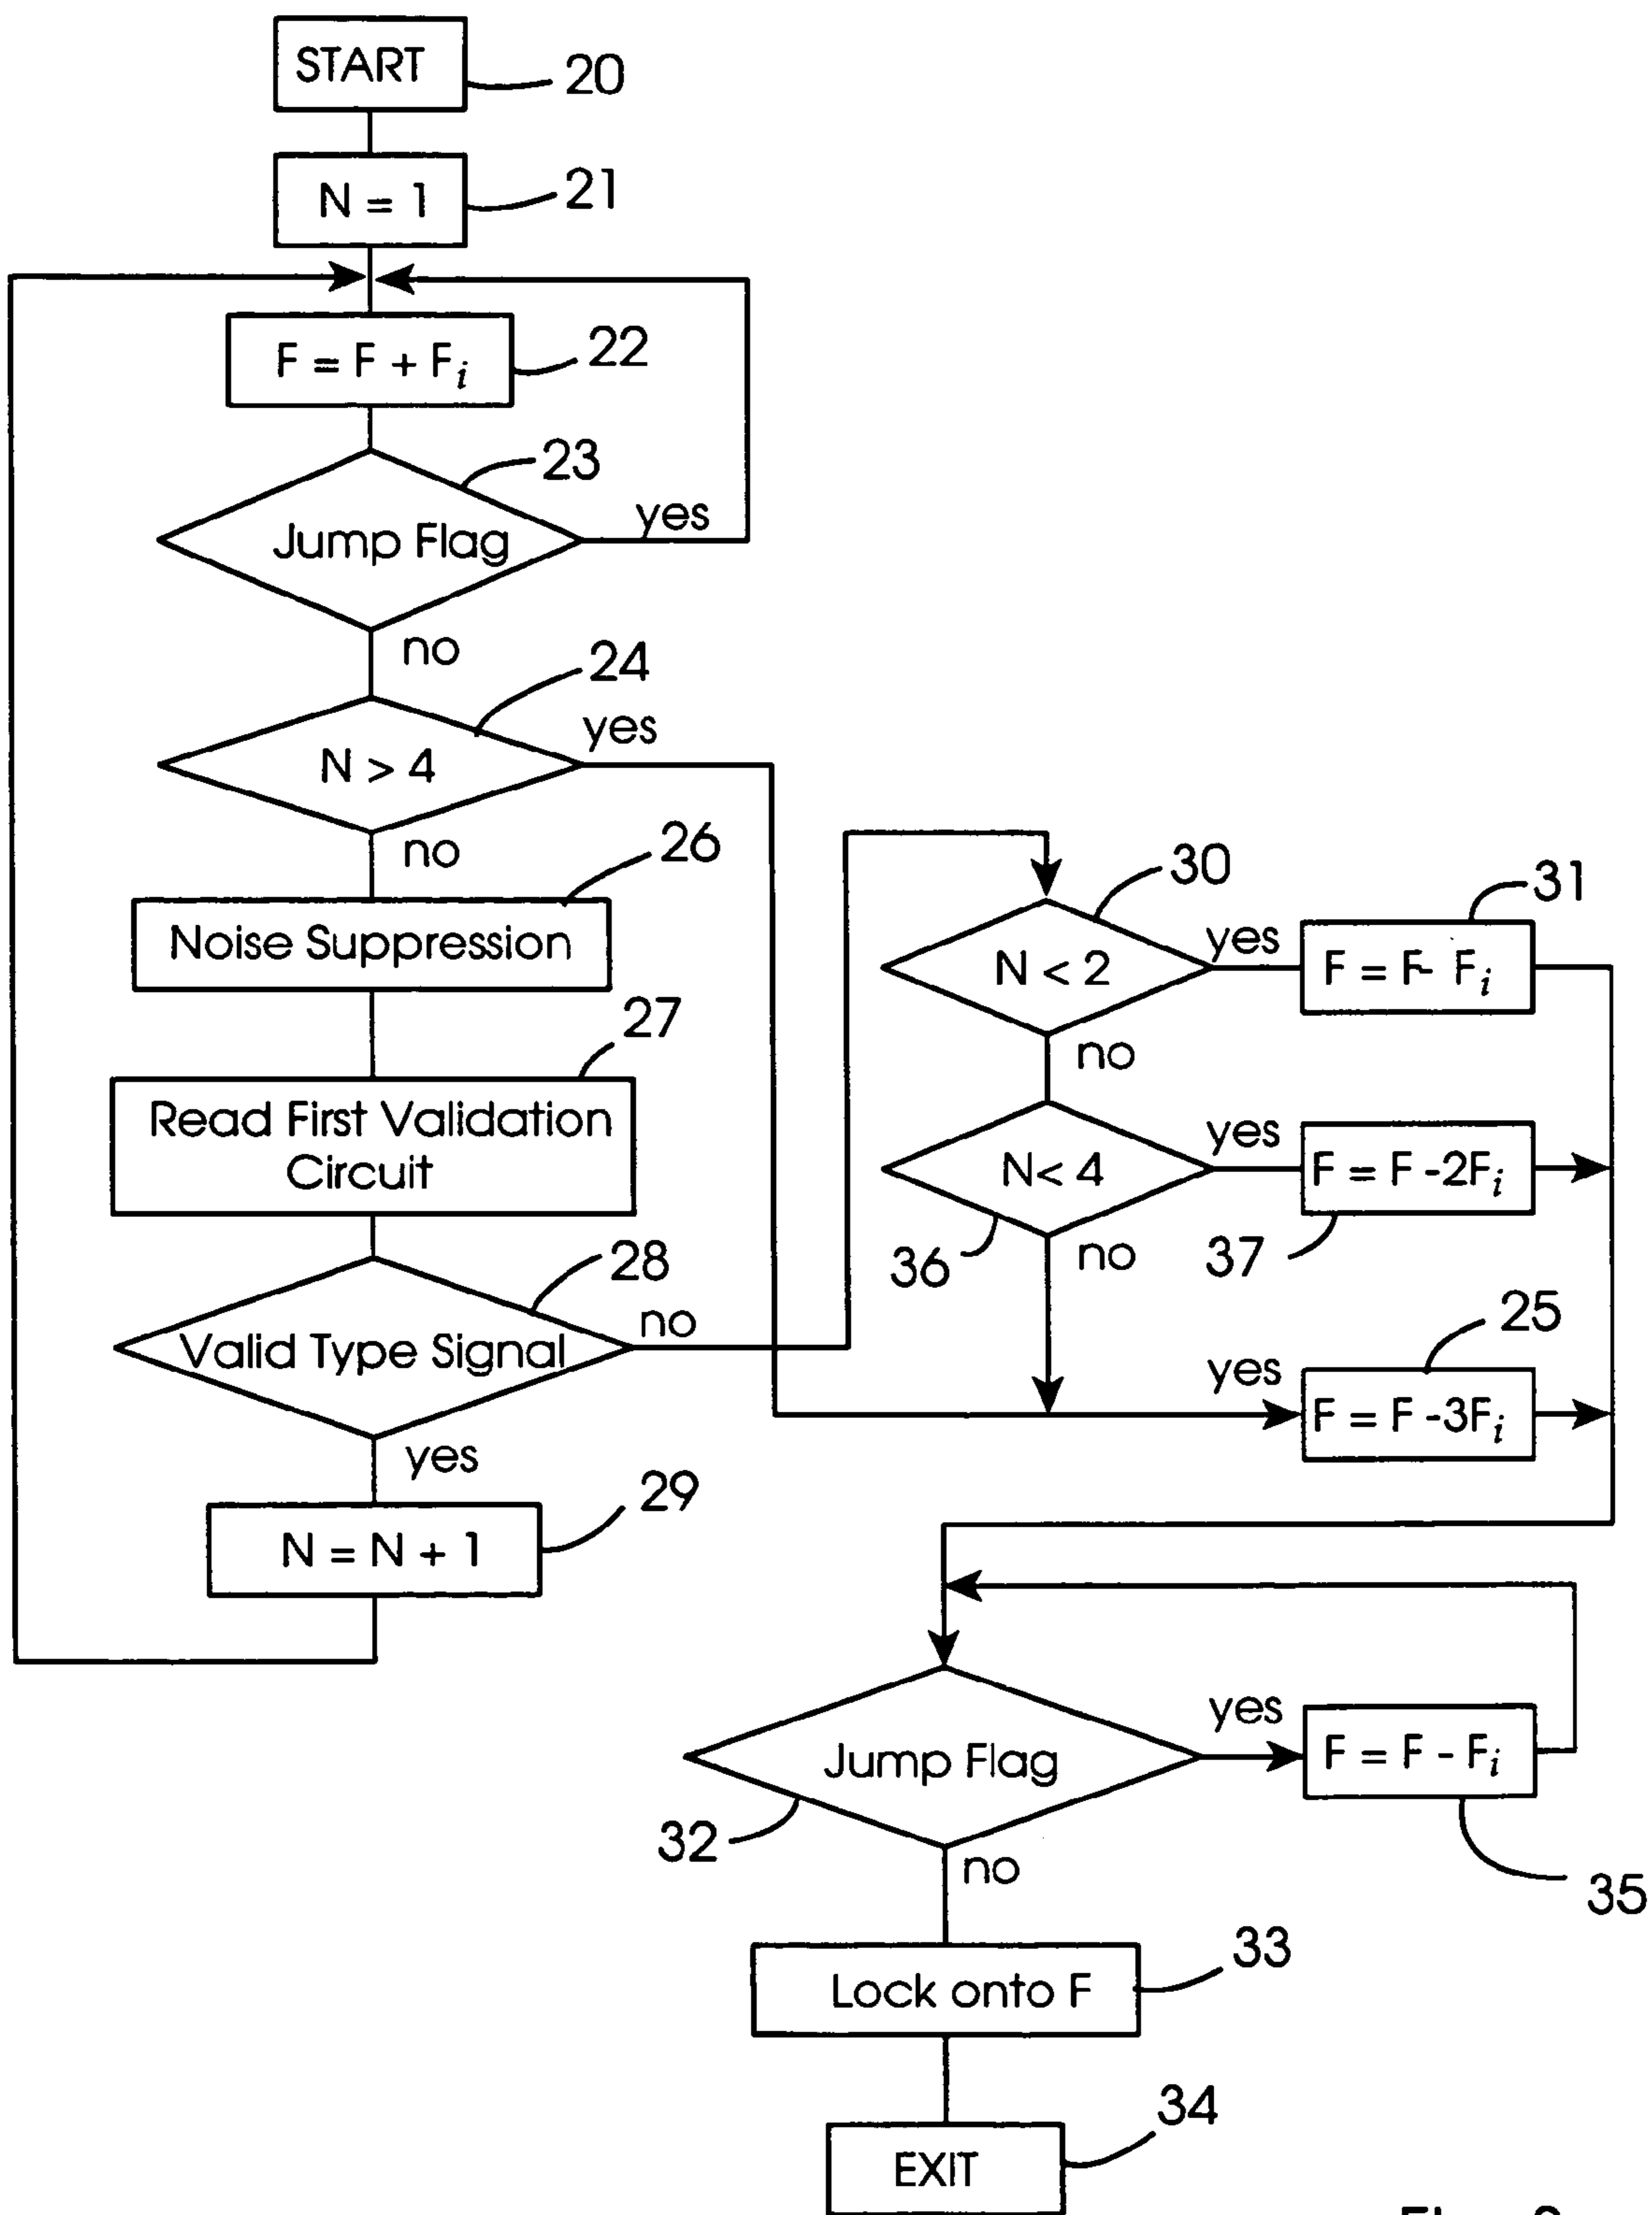 START
20
N = 1
21
F = F + Fi
22
23
Jump Flag
yes
no
24
N > 4
yes
no
26
Noise Suppression
27
Read First Validation
Circuit
28
Valid Type Signal
no
yes
29
N = N + 1
30
N < 2
yes
31
F = F- Fi
no
N< 4
yes
F = F -2Fi
36
no
37
25
yes
F = F -3Fi
Jump Flag
yes
F = F - Fi
32
no
35
Lock onto F
33
EXIT
34